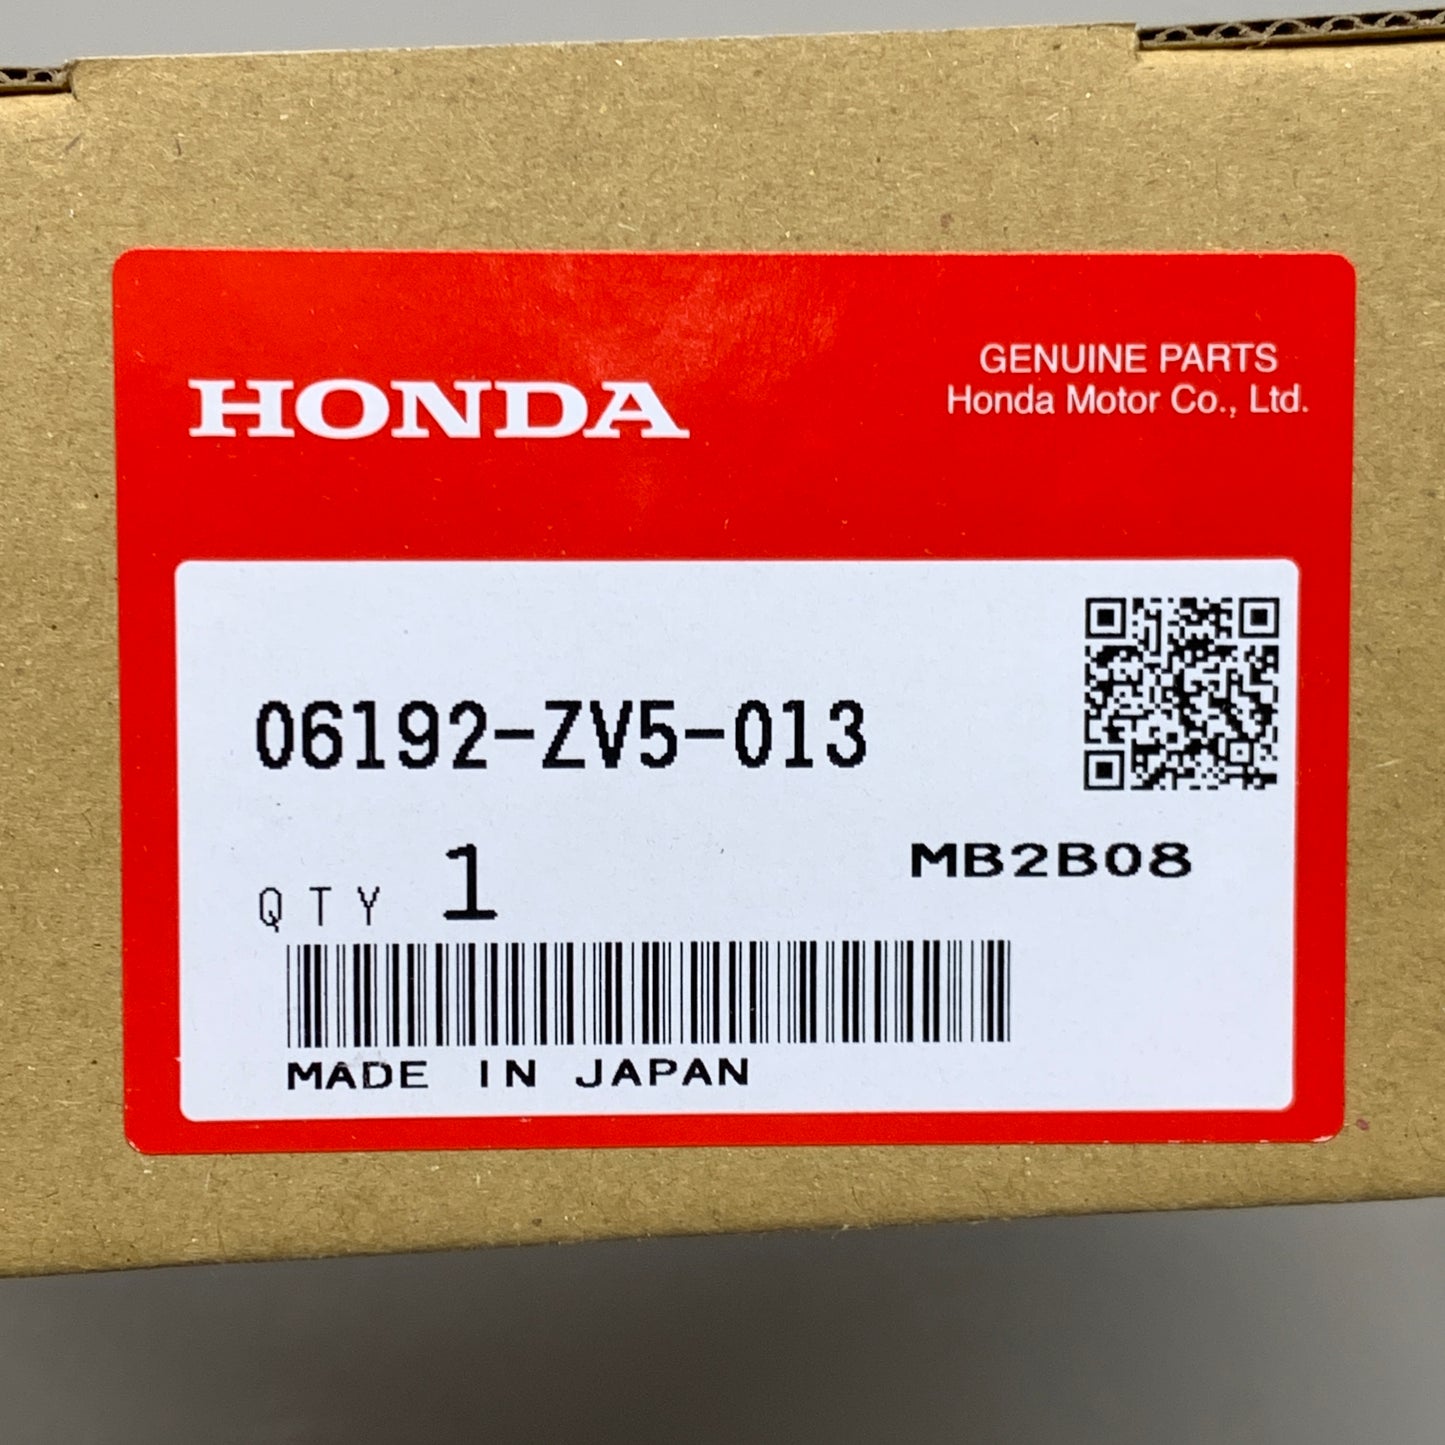 HONDA
GENUINE PARTS
Honda Motor Co., Ltd.
06192-ZV5-013
QTY 1
MB2B08
MADE IN JAPAN